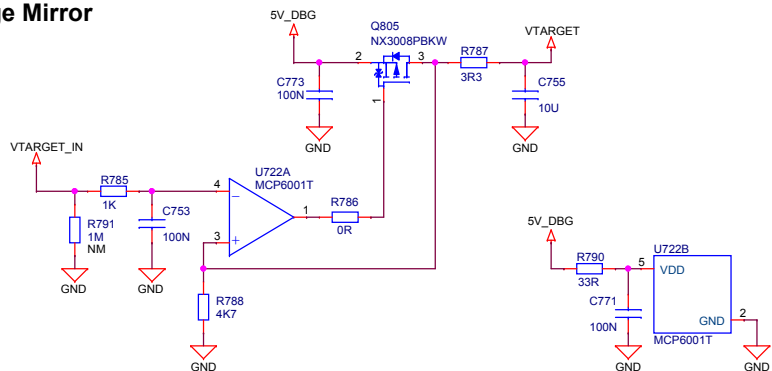 ge Mirror
5V_DBG
Q805
NX3008PBKW
VTARGET
2
3
R787
3R3
C773
100N
1
C755
10U
GND
GND
VTARGET_IN
R785
1K
4
U722A
MCP6001T
R791
1M
NM
C753
100N
1
R786
0R
3
GND
GND
R788
4K7
GND
5V_DBG
R790
33R
5
U722B
VDD
C771
100N
GND
2
MCP6001T
GND
GND